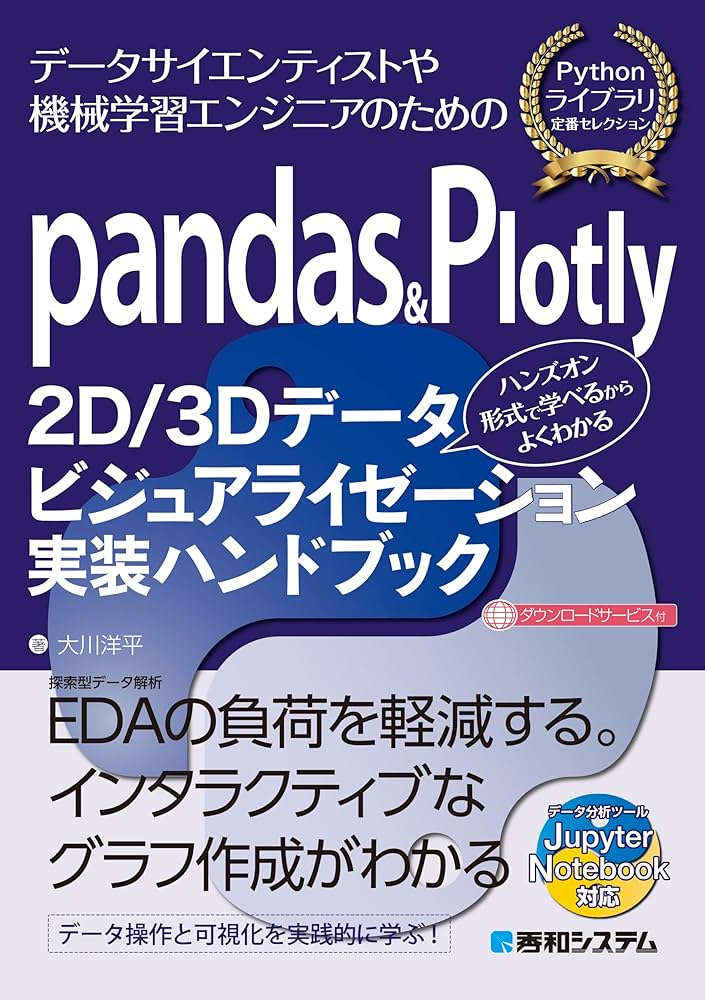 データサイエンティストや
機械学習エンジニアのための
Python
ライブラリ
定番セレクション
pandas&Plotly
2D/3Dデータ
ビジュアライゼーション
実装ハンドブック
ハンズオン
形式で学べるから
よくわかる
ダウンロードサービス付
著 大川洋平
探索型データ解析
EDAの負荷を軽減する。
インタラクティブな
グラフ作成がわかる
データ分析ツール
Jupyter
Notebook
対応
データ操作と可視化を実践的に学ぶ！
秀和システム